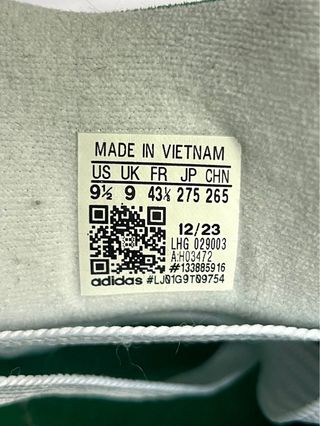 MADE IN VIETNAM
US UK FR JP CHN
9½ 9 43⅓ 275 265
12/23
LHG 029003
A:H03472
#133885916
adidas #LJ01G9T09754